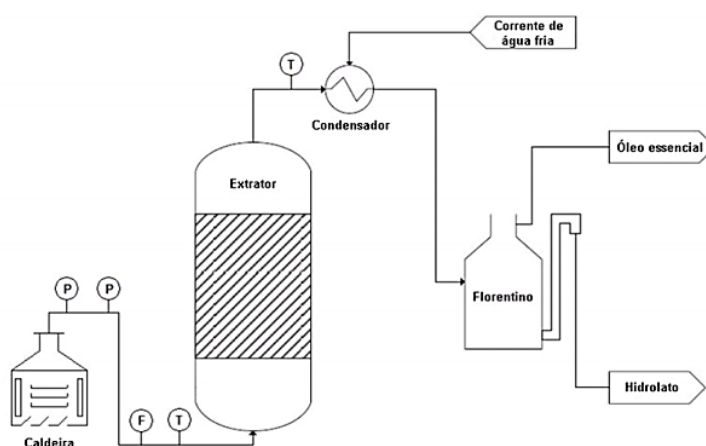 Corrente de
água fria
T
Condensador
Óleo essencial
Extrator
Florentino
P
P
Hidrolato
F
T
Caldeira